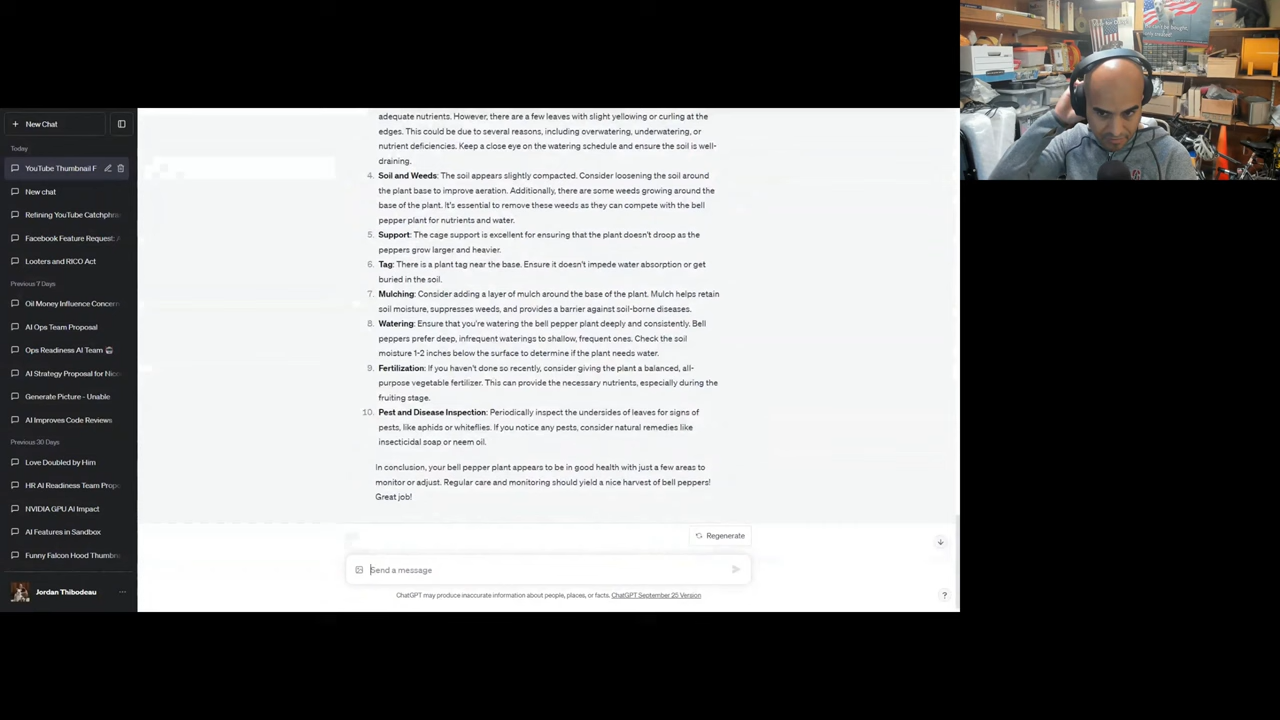 New Chat
Today
YouTube Thumbnail F
New chat
Refining YouTube Catchphra
Facebook Feature Request: A
Looters and RICO Act
Previous 7 Days
Oil Money Influence Concern
AI Ops Team Proposal
Ops Readiness AI Team
AI Strategy Proposal for Nice
Generate Picture - Unable
AI Improves Code Reviews
Previous 30 Days
Love Doubled by Him
HR AI Readiness Team Propo
NVIDIA GPU AI Impact
AI Features in Sandbox
Funny Falcon Hood Thumbna
Jordan Thibodeau
adequate nutrients. However, there are a few leaves with slight yellowing or curling at the
edges. This could be due to several reasons, including overwatering, underwatering, or
nutrient deficiencies. Keep a close eye on the watering schedule and ensure the soil is well-
draining.
4. Soil and Weeds: The soil appears slightly compacted. Consider loosening the soil around
the plant base to improve aeration. Additionally, there are some weeds growing around the
base of the plant. It's essential to remove these weeds as they can compete with the bell
pepper plant for nutrients and water.
5. Support: The cage support is excellent for ensuring that the plant doesn't droop as the
peppers grow larger and heavier.
6. Tag: There is a plant tag near the base. Ensure it doesn't impede water absorption or get
buried in the soil.
7. Mulching: Consider adding a layer of mulch around the base of the plant. Mulch helps retain
soil moisture, suppresses weeds, and provides a barrier against soil-borne diseases.
8. Watering: Ensure that you're watering the bell pepper plant deeply and consistently. Bell
peppers prefer deep, infrequent waterings to shallow, frequent ones. Check the soil
moisture 1-2 inches below the surface to determine if the plant needs water.
9. Fertilization: If you haven't done so recently, consider giving the plant a balanced, all-
purpose vegetable fertilizer. This can provide the necessary nutrients, especially during the
fruiting stage.
10. Pest and Disease Inspection: Periodically inspect the undersides of leaves for signs of
pests, like aphids or whiteflies. If you notice any pests, consider natural remedies like
insecticidal soap or neem oil.
In conclusion, your bell pepper plant appears to be in good health with just a few areas to
monitor or adjust. Regular care and monitoring should yield a nice harvest of bell peppers!
Great job!
Regenerate
Send a message
ChatGPT may produce inaccurate information about people, places, or facts. ChatGPT September 25 Version
?